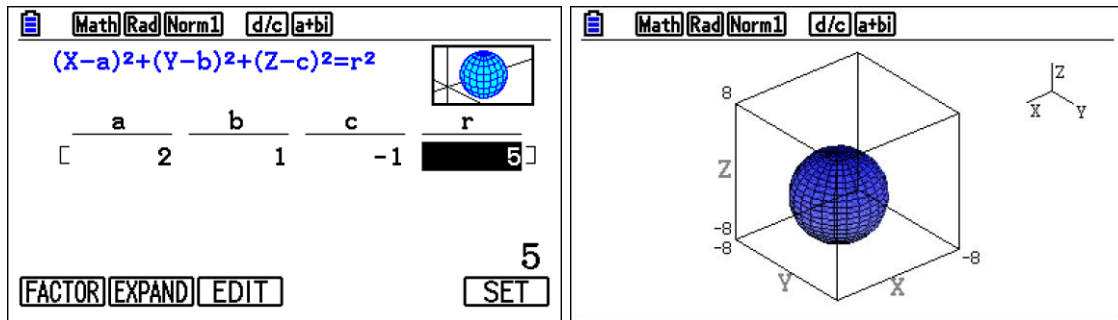 Math Rad Norm1 d/c a+bi
(X-a)²+(Y-b)²+(Z-c)²=r²
a b c r
[ 2 1 -1 5 ]
5
FACTOR EXPAND EDIT SET
Math Rad Norm1 d/c a+bi
Z
X Y
8
Z
-8
-8
-8
Y X